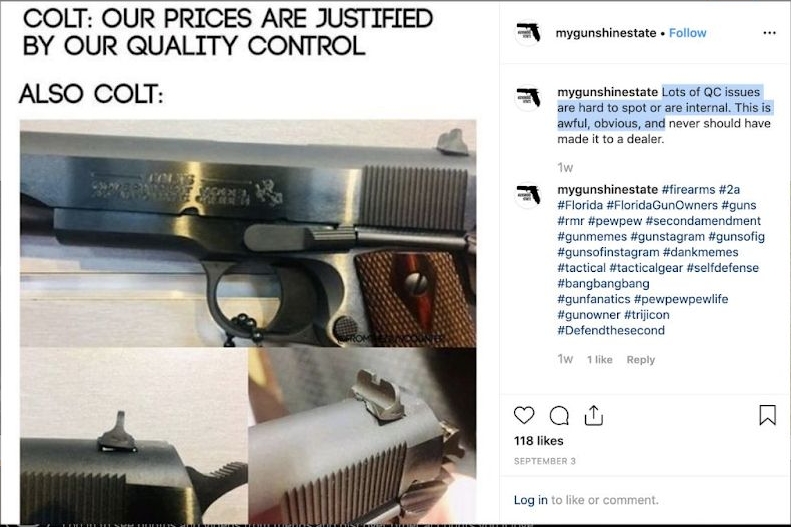 COLT: OUR PRICES ARE JUSTIFIED
BY OUR QUALITY CONTROL
ALSO COLT:
mygunshinestate • Follow
mygunshinestate Lots of QC issues
are hard to spot or are internal. This is
awful, obvious, and never should have
made it to a dealer.
1w
mygunshinestate #firearms #2a
#Florida #FloridaGunOwners #guns
#rmr #pewpew #secondamendment
#gunmemes #gunstagram #gunsofig
#gunsofinstagram #dankmemes
#tactical #tacticalgear #selfdefense
#bangbangbang
#gunfanatics #pewpewpewlife
#gunowner #trijicon
#Defendthesecond
1w 1 like Reply
118 likes
SEPTEMBER 3
Log in to like or comment.